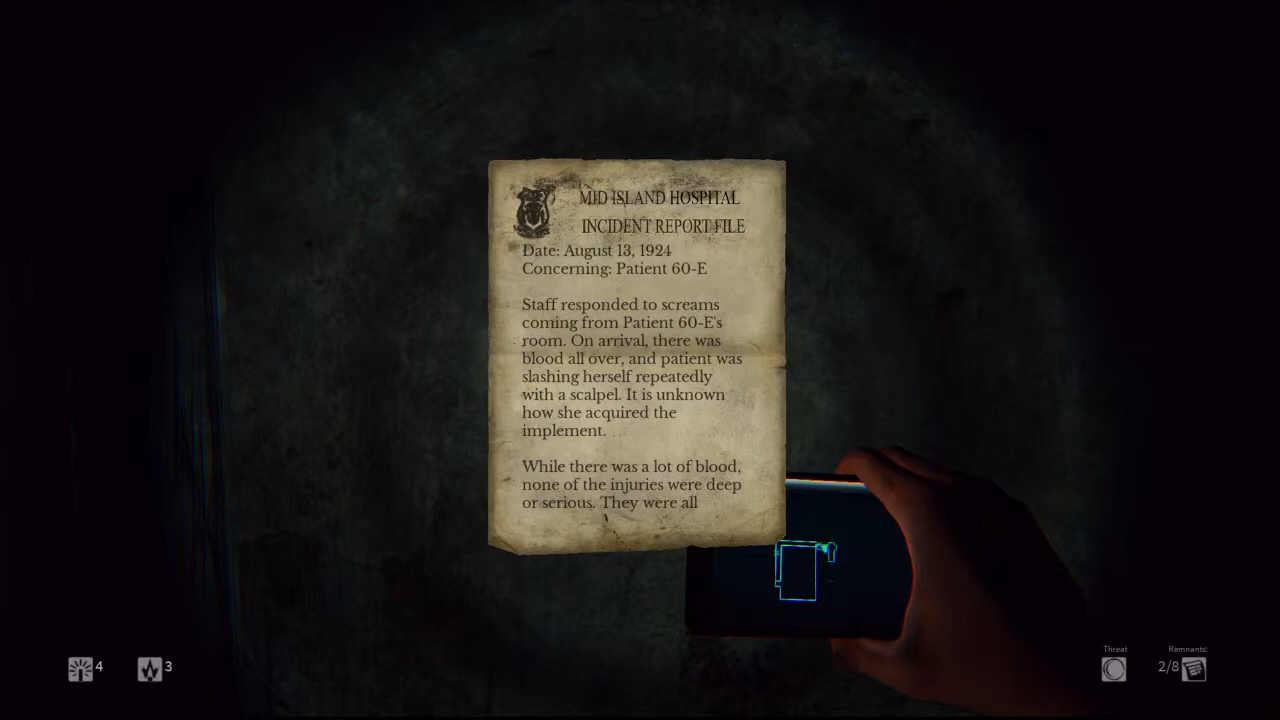 MID ISLAND HOSPITAL
INCIDENT REPORT FILE
Date: August 13, 1924
Concerning: Patient 60-E
Staff responded to screams
coming from Patient 60-E's
room. On arrival, there was
blood all over, and patient was
slashing herself repeatedly
with a scalpel. It is unknown
how she acquired the
implement.
While there was a lot of blood,
none of the injuries were deep
or serious. They were all
4
3
Threat
Remnants:
2/8